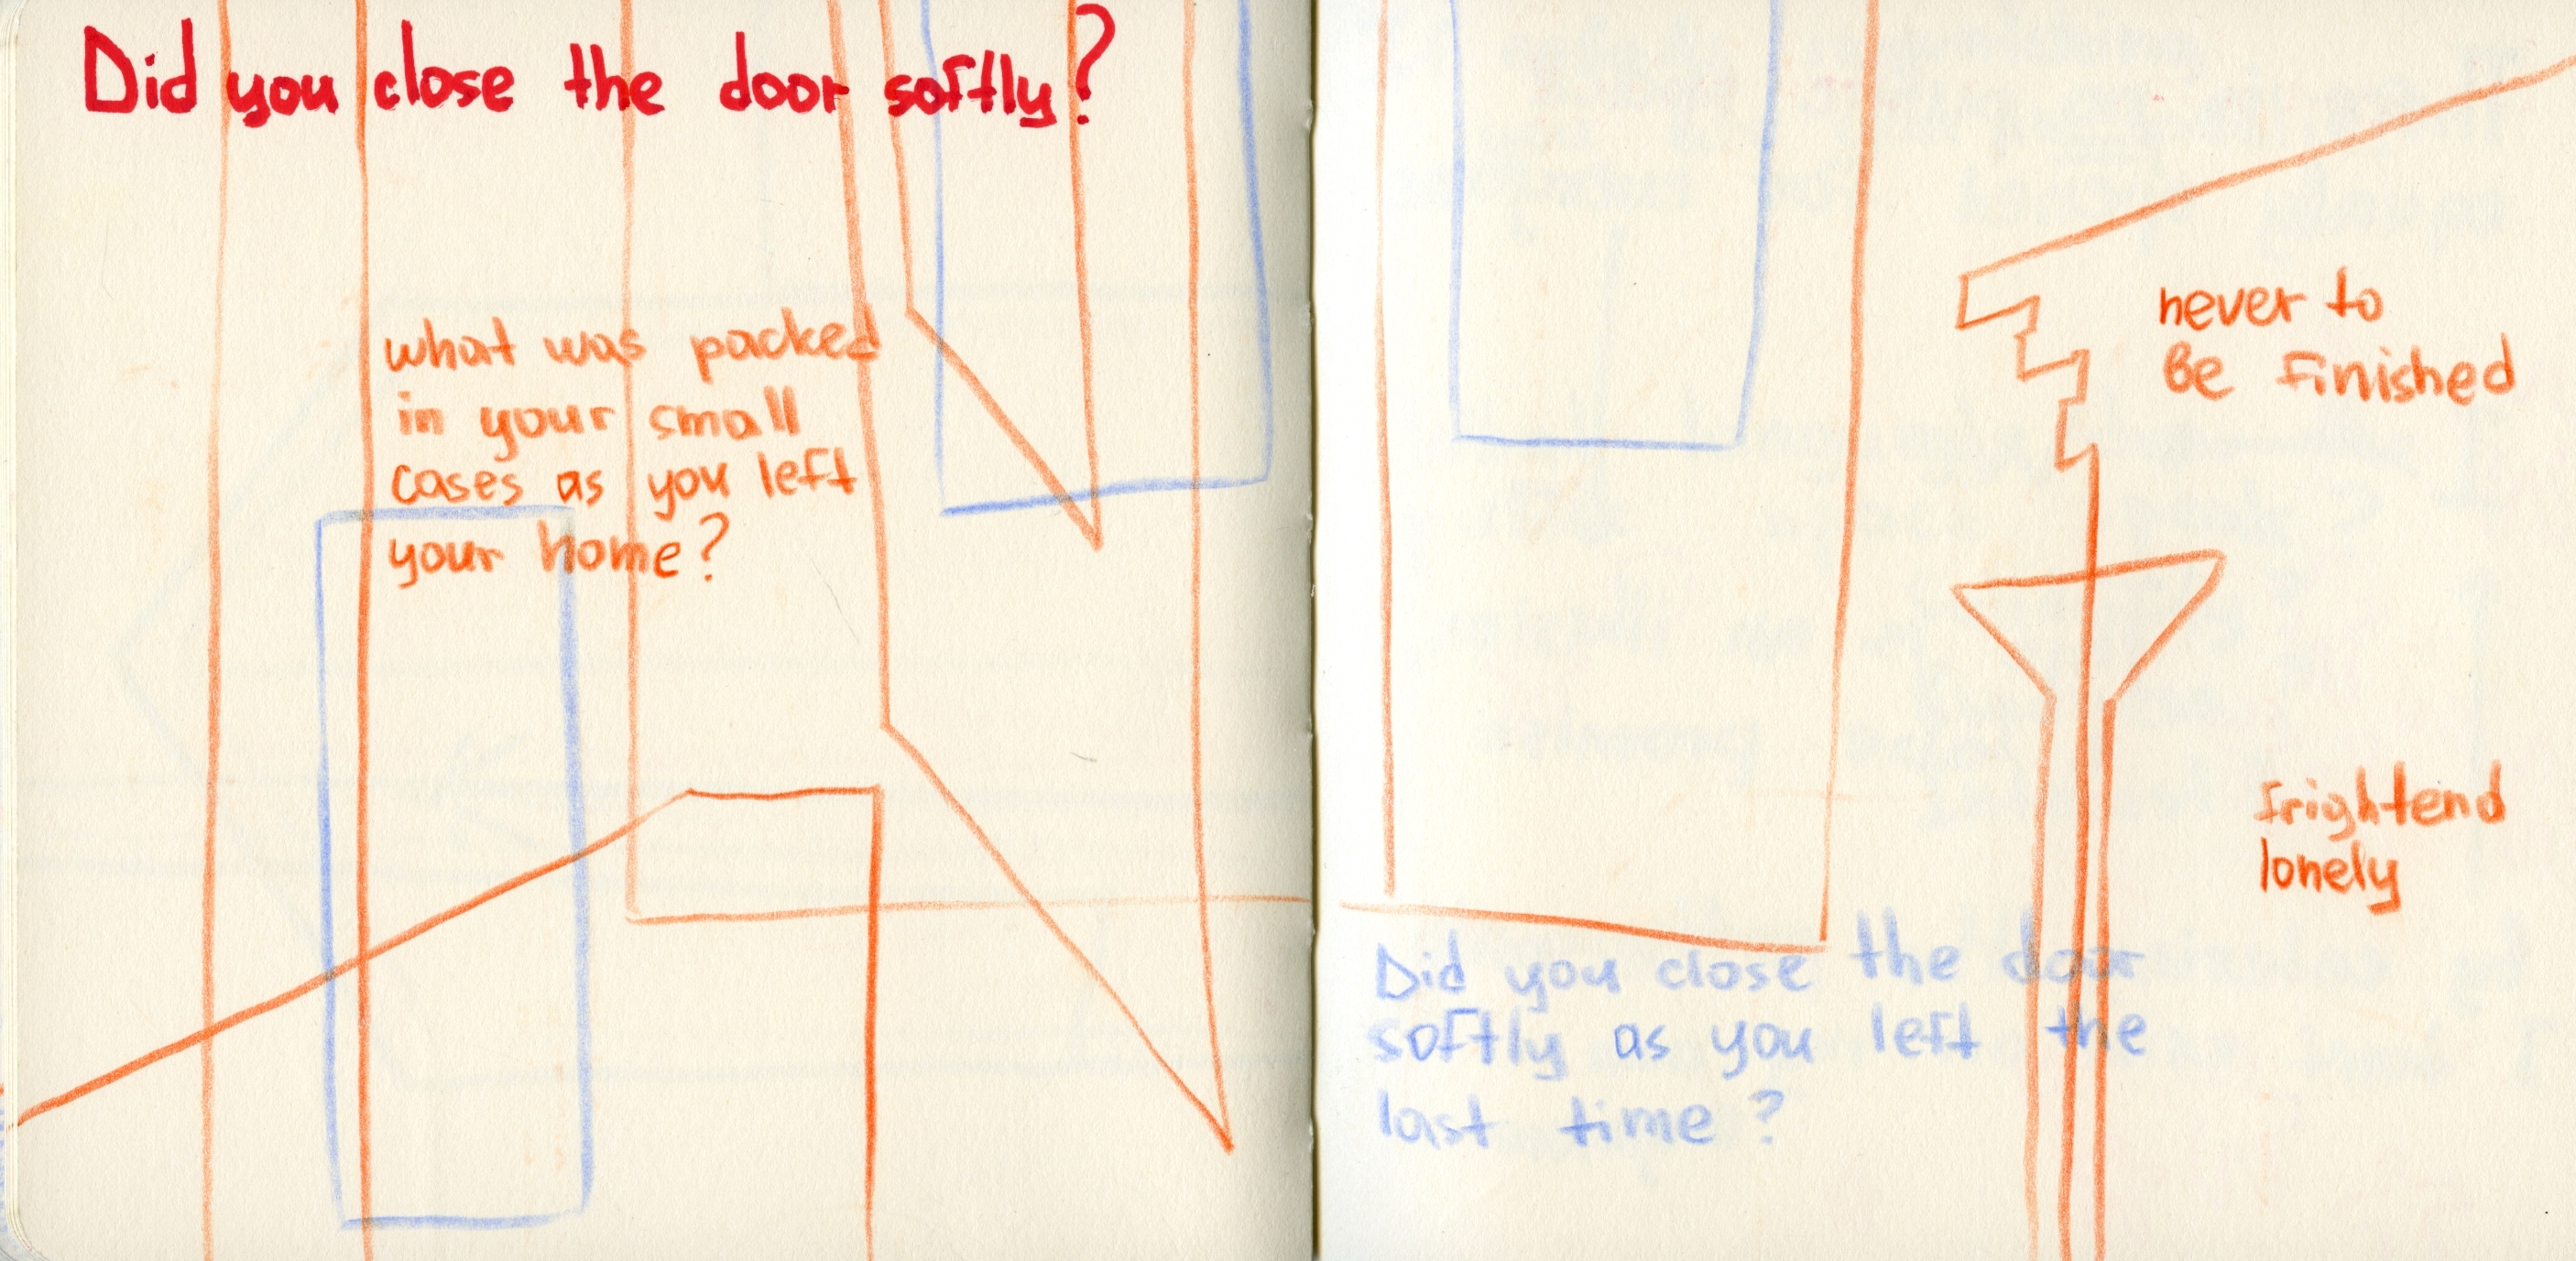 Did you close the door softly?
what was packed
in your small
cases as you left
your home?
never to
Be finished
frightend
lonely
Did you close the door
softly as you left the
last time?